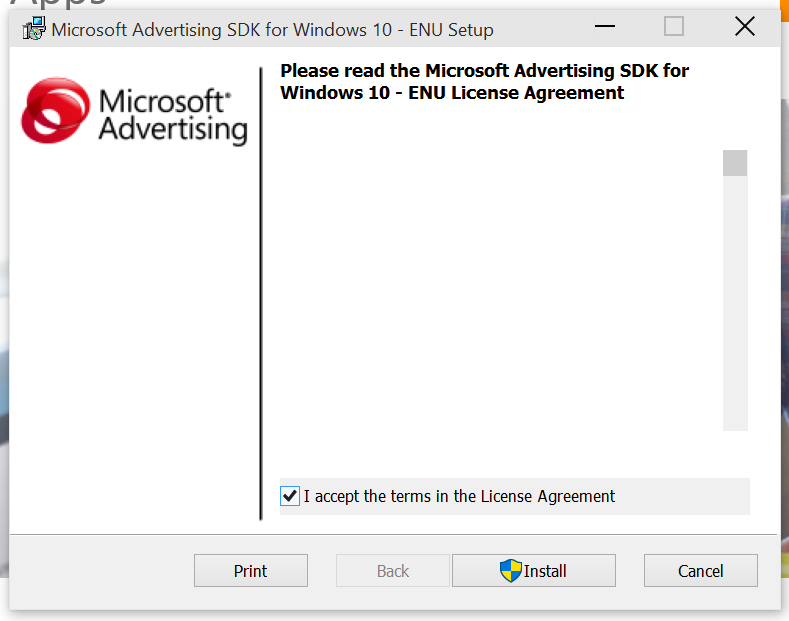 Apps
Microsoft Advertising SDK for Windows 10 - ENU Setup
Microsoft®
Advertising
Please read the Microsoft Advertising SDK for
Windows 10 - ENU License Agreement
I accept the terms in the License Agreement
Print
Back
Install
Cancel